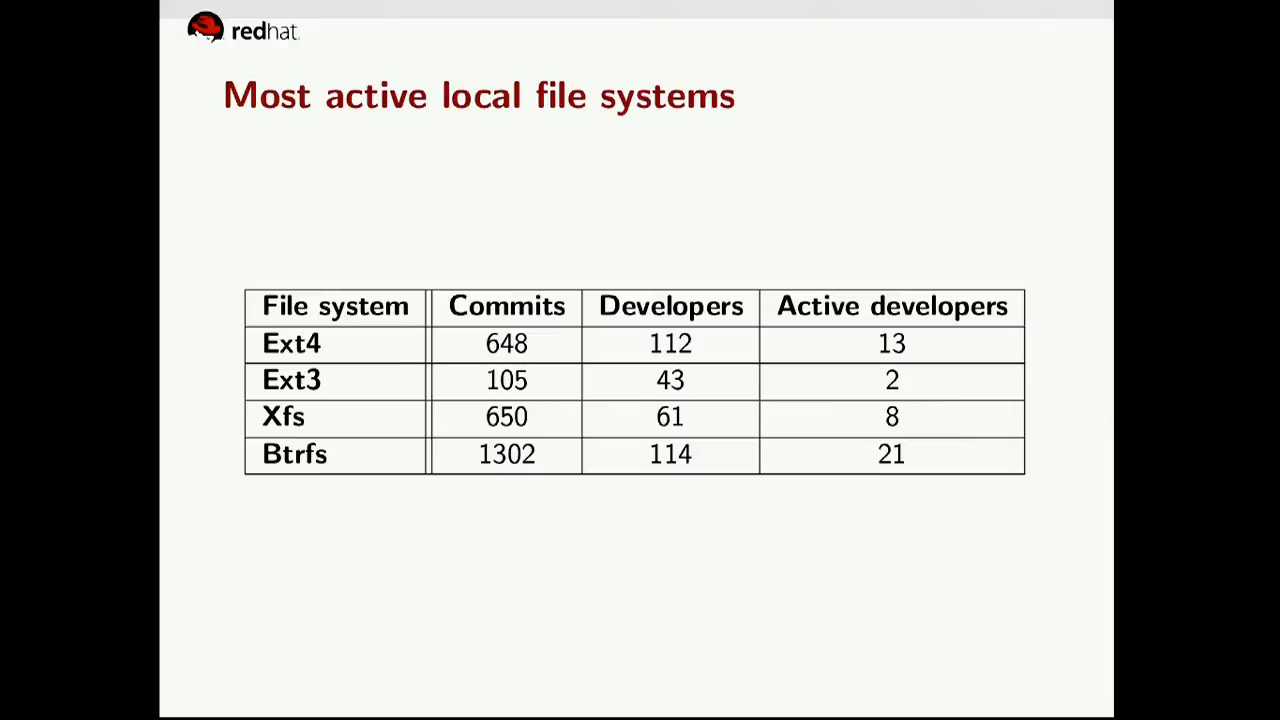 redhat.
Most active local file systems
File system Commits Developers Active developers
Ext4 648 112 13
Ext3 105 43 2
Xfs 650 61 8
Btrfs 1302 114 21